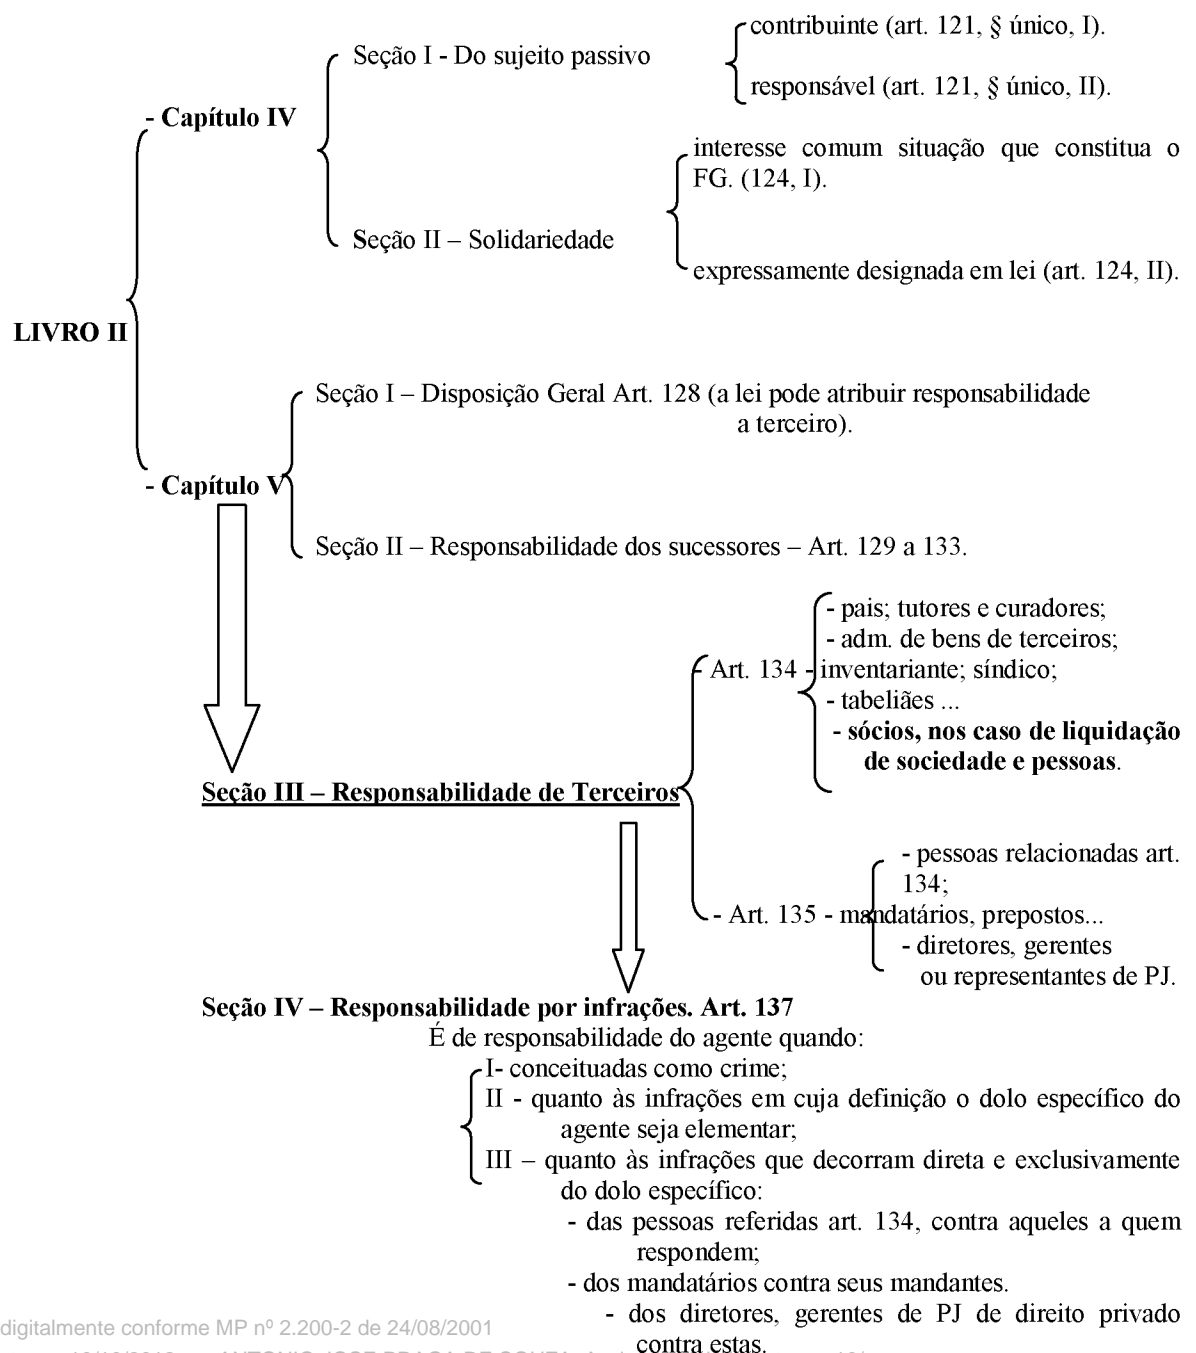 contribuinte (art. 121, § único, I).
Seção I - Do sujeito passivo
responsável (art. 121, § único, II).
- Capítulo IV
interesse comum situação que constitua o
FG. (124, I).
Seção II – Solidariedade
expressamente designada em lei (art. 124, II).
LIVRO II
Seção I – Disposição Geral Art. 128 (a lei pode atribuir responsabilidade
a terceiro).
- Capítulo V
Seção II – Responsabilidade dos sucessores – Art. 129 a 133.
- pais; tutores e curadores;
- adm. de bens de terceiros;
- Art. 134 - inventariante; síndico;
- tabeliães ...
- sócios, nos caso de liquidação
de sociedade e pessoas.
Seção III – Responsabilidade de Terceiros
- pessoas relacionadas art.
134;
- Art. 135 - mandatários, prepostos...
- diretores, gerentes
ou representantes de PJ.
Seção IV – Responsabilidade por infrações. Art. 137
É de responsabilidade do agente quando:
I- conceituadas como crime;
II - quanto às infrações em cuja definição o dolo específico do
agente seja elementar;
III – quanto às infrações que decorram direta e exclusivamente
do dolo específico:
- das pessoas referidas art. 134, contra aqueles a quem
respondem;
- dos mandatários contra seus mandantes.
- dos diretores, gerentes de PJ de direito privado
contra estas.
digitalmente conforme MP nº 2.200-2 de 24/08/2001